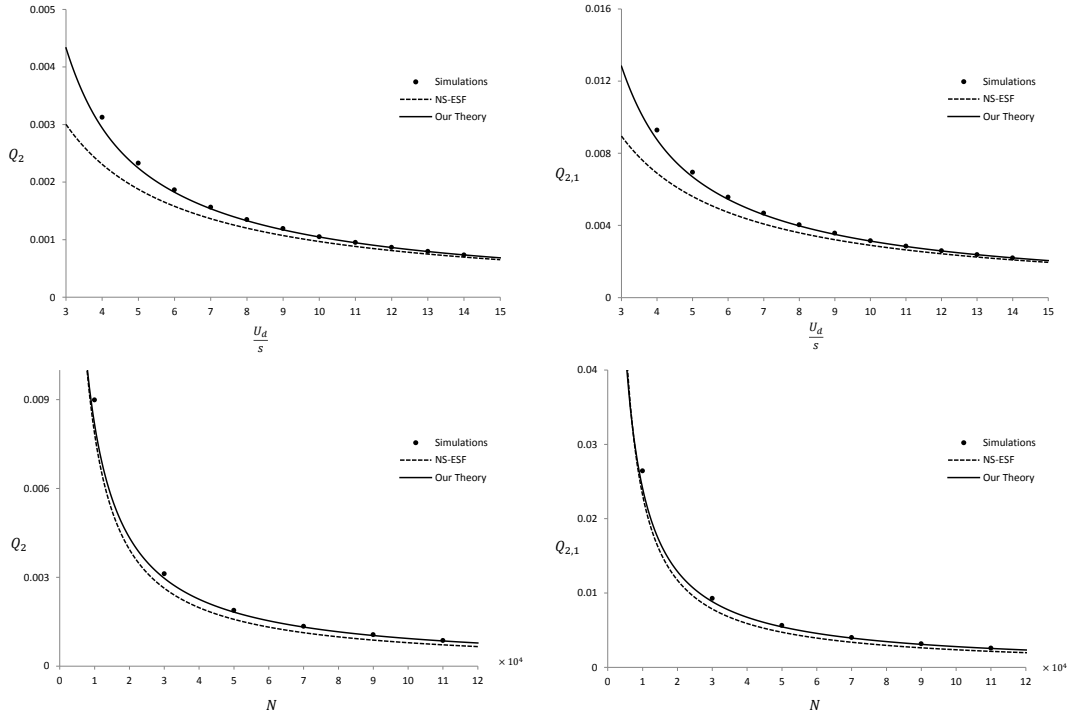 0.005
0.004
0.003
0.002
0.001
0
Q₂
3 4 5 6 7 8 9 10 11 12 13 14 15
U_d
s
Simulations
NS-ESF
Our Theory
0.016
0.012
0.008
0.004
0
Q₂,₁
3 4 5 6 7 8 9 10 11 12 13 14 15
U_d
s
Simulations
NS-ESF
Our Theory
0.009
0.006
0.003
0
Q₂
0 1 2 3 4 5 6 7 8 9 10 11 12
× 10⁴
N
Simulations
NS-ESF
Our Theory
0.04
0.03
0.02
0.01
0
Q₂,₁
0 1 2 3 4 5 6 7 8 9 10 11 12
× 10⁴
N
Simulations
NS-ESF
Our Theory